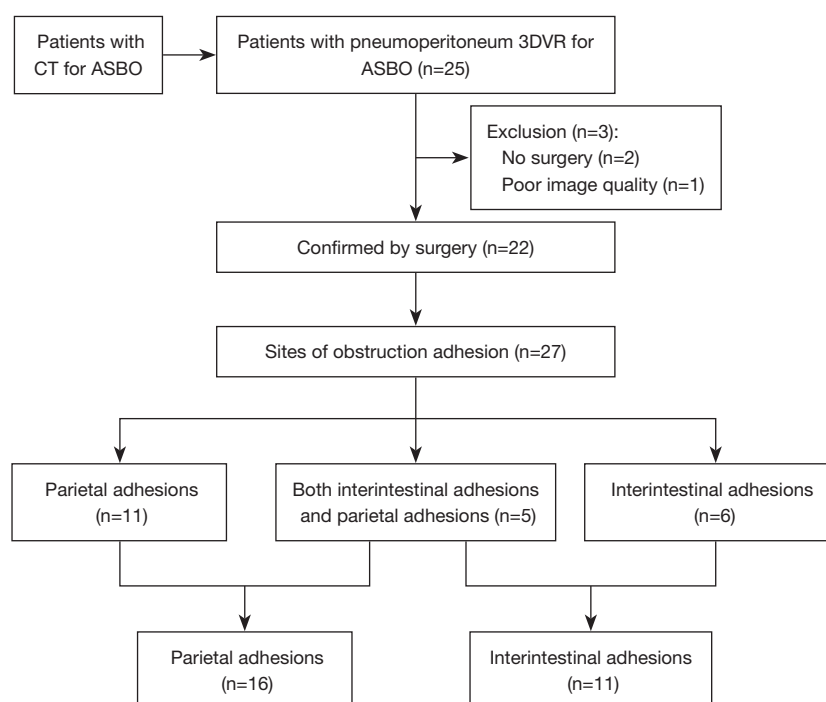 Patients with
CT for ASBO
Patients with pneumoperitoneum 3DVR for
ASBO (n=25)
Exclusion (n=3):
No surgery (n=2)
Poor image quality (n=1)
Confirmed by surgery (n=22)
Sites of obstruction adhesion (n=27)
Parietal adhesions
(n=11)
Both interintestinal adhesions
and parietal adhesions (n=5)
Interintestinal adhesions
(n=6)
Parietal adhesions
(n=16)
Interintestinal adhesions
(n=11)